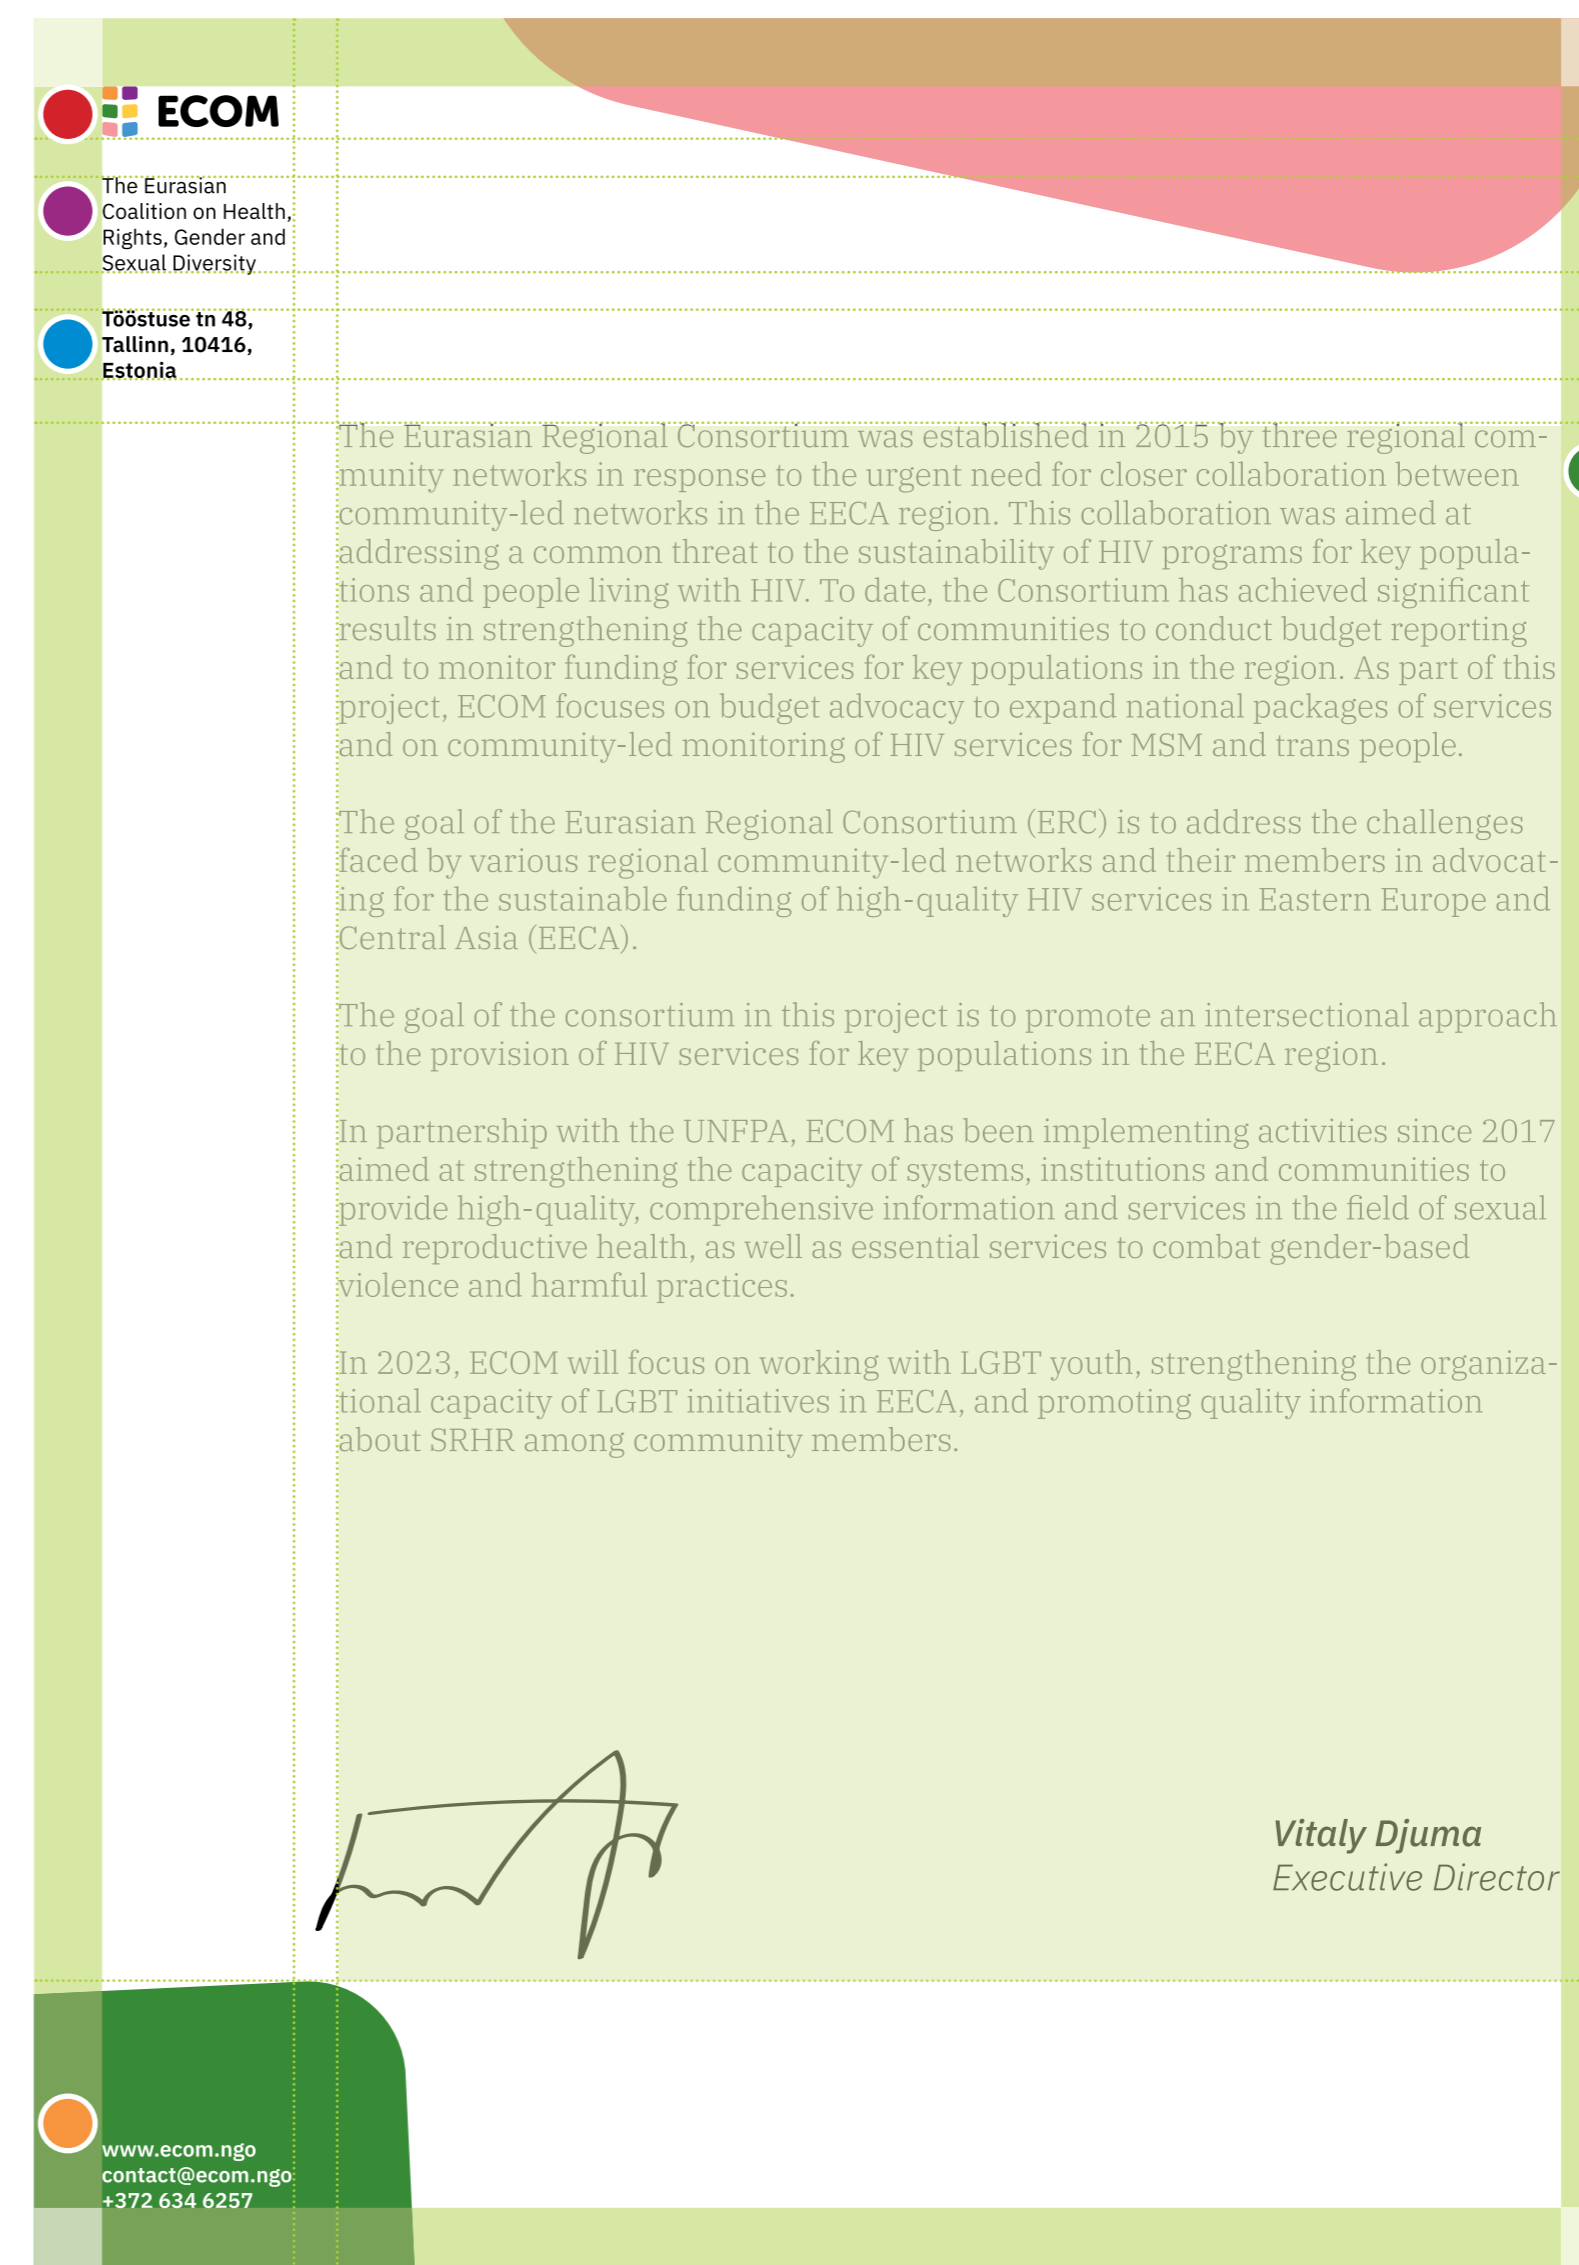 ECOM
The Eurasian
Coalition on Health,
Rights, Gender and
Sexual Diversity
Tööstuse tn 48,
Tallinn, 10416,
Estonia
The Eurasian Regional Consortium was established in 2015 by three regional com-
munity networks in response to the urgent need for closer collaboration between
community-led networks in the EECA region. This collaboration was aimed at
addressing a common threat to the sustainability of HIV programs for key popula-
tions and people living with HIV. To date, the Consortium has achieved significant
results in strengthening the capacity of communities to conduct budget reporting
and to monitor funding for services for key populations in the region. As part of this
project, ECOM focuses on budget advocacy to expand national packages of services
and on community-led monitoring of HIV services for MSM and trans people.
The goal of the Eurasian Regional Consortium (ERC) is to address the challenges
faced by various regional community-led networks and their members in advocat-
ing for the sustainable funding of high-quality HIV services in Eastern Europe and
Central Asia (EECA).
The goal of the consortium in this project is to promote an intersectional approach
to the provision of HIV services for key populations in the EECA region.
In partnership with the UNFPA, ECOM has been implementing activities since 2017
aimed at strengthening the capacity of systems, institutions and communities to
provide high-quality, comprehensive information and services in the field of sexual
and reproductive health, as well as essential services to combat gender-based
violence and harmful practices.
In 2023, ECOM will focus on working with LGBT youth, strengthening the organiza-
tional capacity of LGBT initiatives in EECA, and promoting quality information
about SRHR among community members.
Vitaly Djuma
Executive Director
www.ecom.ngo
contact@ecom.ngo
+372 634 6257